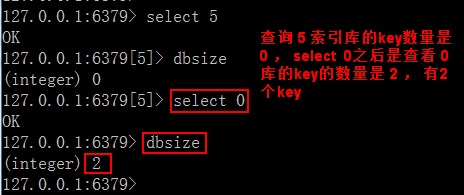 127.0.0.1:6379> select 5
OK
127.0.0.1:6379[5]> dbsize
(integer) 0
127.0.0.1:6379[5]> select 0
OK
127.0.0.1:6379> dbsize
(integer) 2
127.0.0.1:6379>
查询 5 索引库的key数量是
0 ， select 0之后是查看 0
库的key的数量是 2 ， 有2
个key